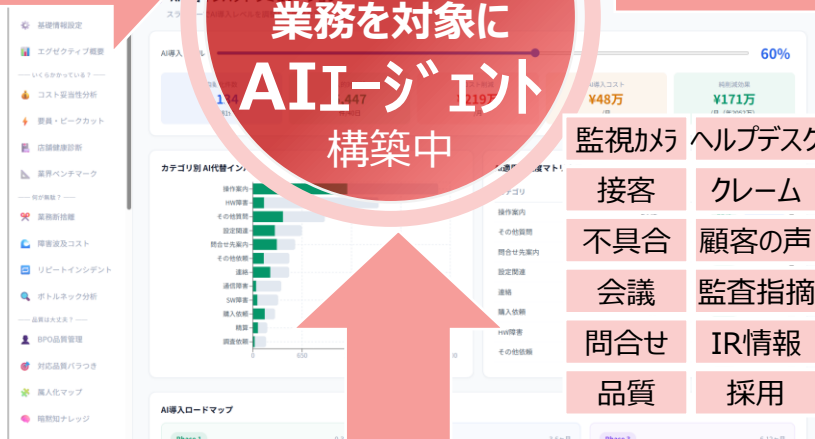 基礎情報設定
エグゼクティブ概要
いくらかかっている？
コスト妥当性分析
要員・ピークカット
店舗健康診断
業界ベンチマーク
業務断捨離
障害波及コスト
リピートインシデント
ボトルネック分析
品質は大丈夫？
BPO品質管理
対応品質バラつき
属人化マップ
暗黙知ナレッジ
業務を対象に
AIエージェント
構築中
60%
¥48万
純削減効果
¥171万
カテゴリ別 AI代替イン
操作案内
HW障害
その他質問
設定関連
問合せ先案内
その他依頼
連絡
通信障害
SW障害
購入依頼
精算
調査依頼
0
650
操作案内
その他質問
問合せ先案内
設定関連
連絡
購入依頼
HW障害
その他依頼
監視カメラ ヘルプデスク
接客 クレーム
不具合 顧客の声
会議 監査指摘
問合せ IR情報
品質 採用
AI導入ロードマップ